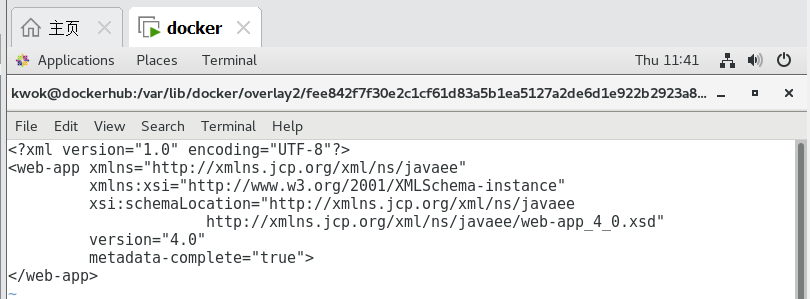 主页
docker
Applications Places Terminal Thu 11:41
kwok@dockerhub:/var/lib/docker/overlay2/fee842f7f30e2c1cf61d83a5b1ea5127a2de6d1e922b2923a8...
File Edit View Search Terminal Help
<?xml version="1.0" encoding="UTF-8"?>
<web-app xmlns="http://xmlns.jcp.org/xml/ns/javaee"
xmlns:xsi="http://www.w3.org/2001/XMLSchema-instance"
xsi:schemaLocation="http://xmlns.jcp.org/xml/ns/javaee
http://xmlns.jcp.org/xml/ns/javaee/web-app_4_0.xsd"
version="4.0"
metadata-complete="true">
</web-app>
~